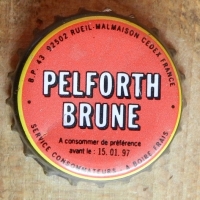 B.P. 43 92502 RUEIL-MALMAISON CEDEX FRANCE
PELFORTH
BRUNE
A consommer de préférence
avant le : 15. 01. 97
SERVICE CONSOMMATEURS - A BOIRE FRAIS